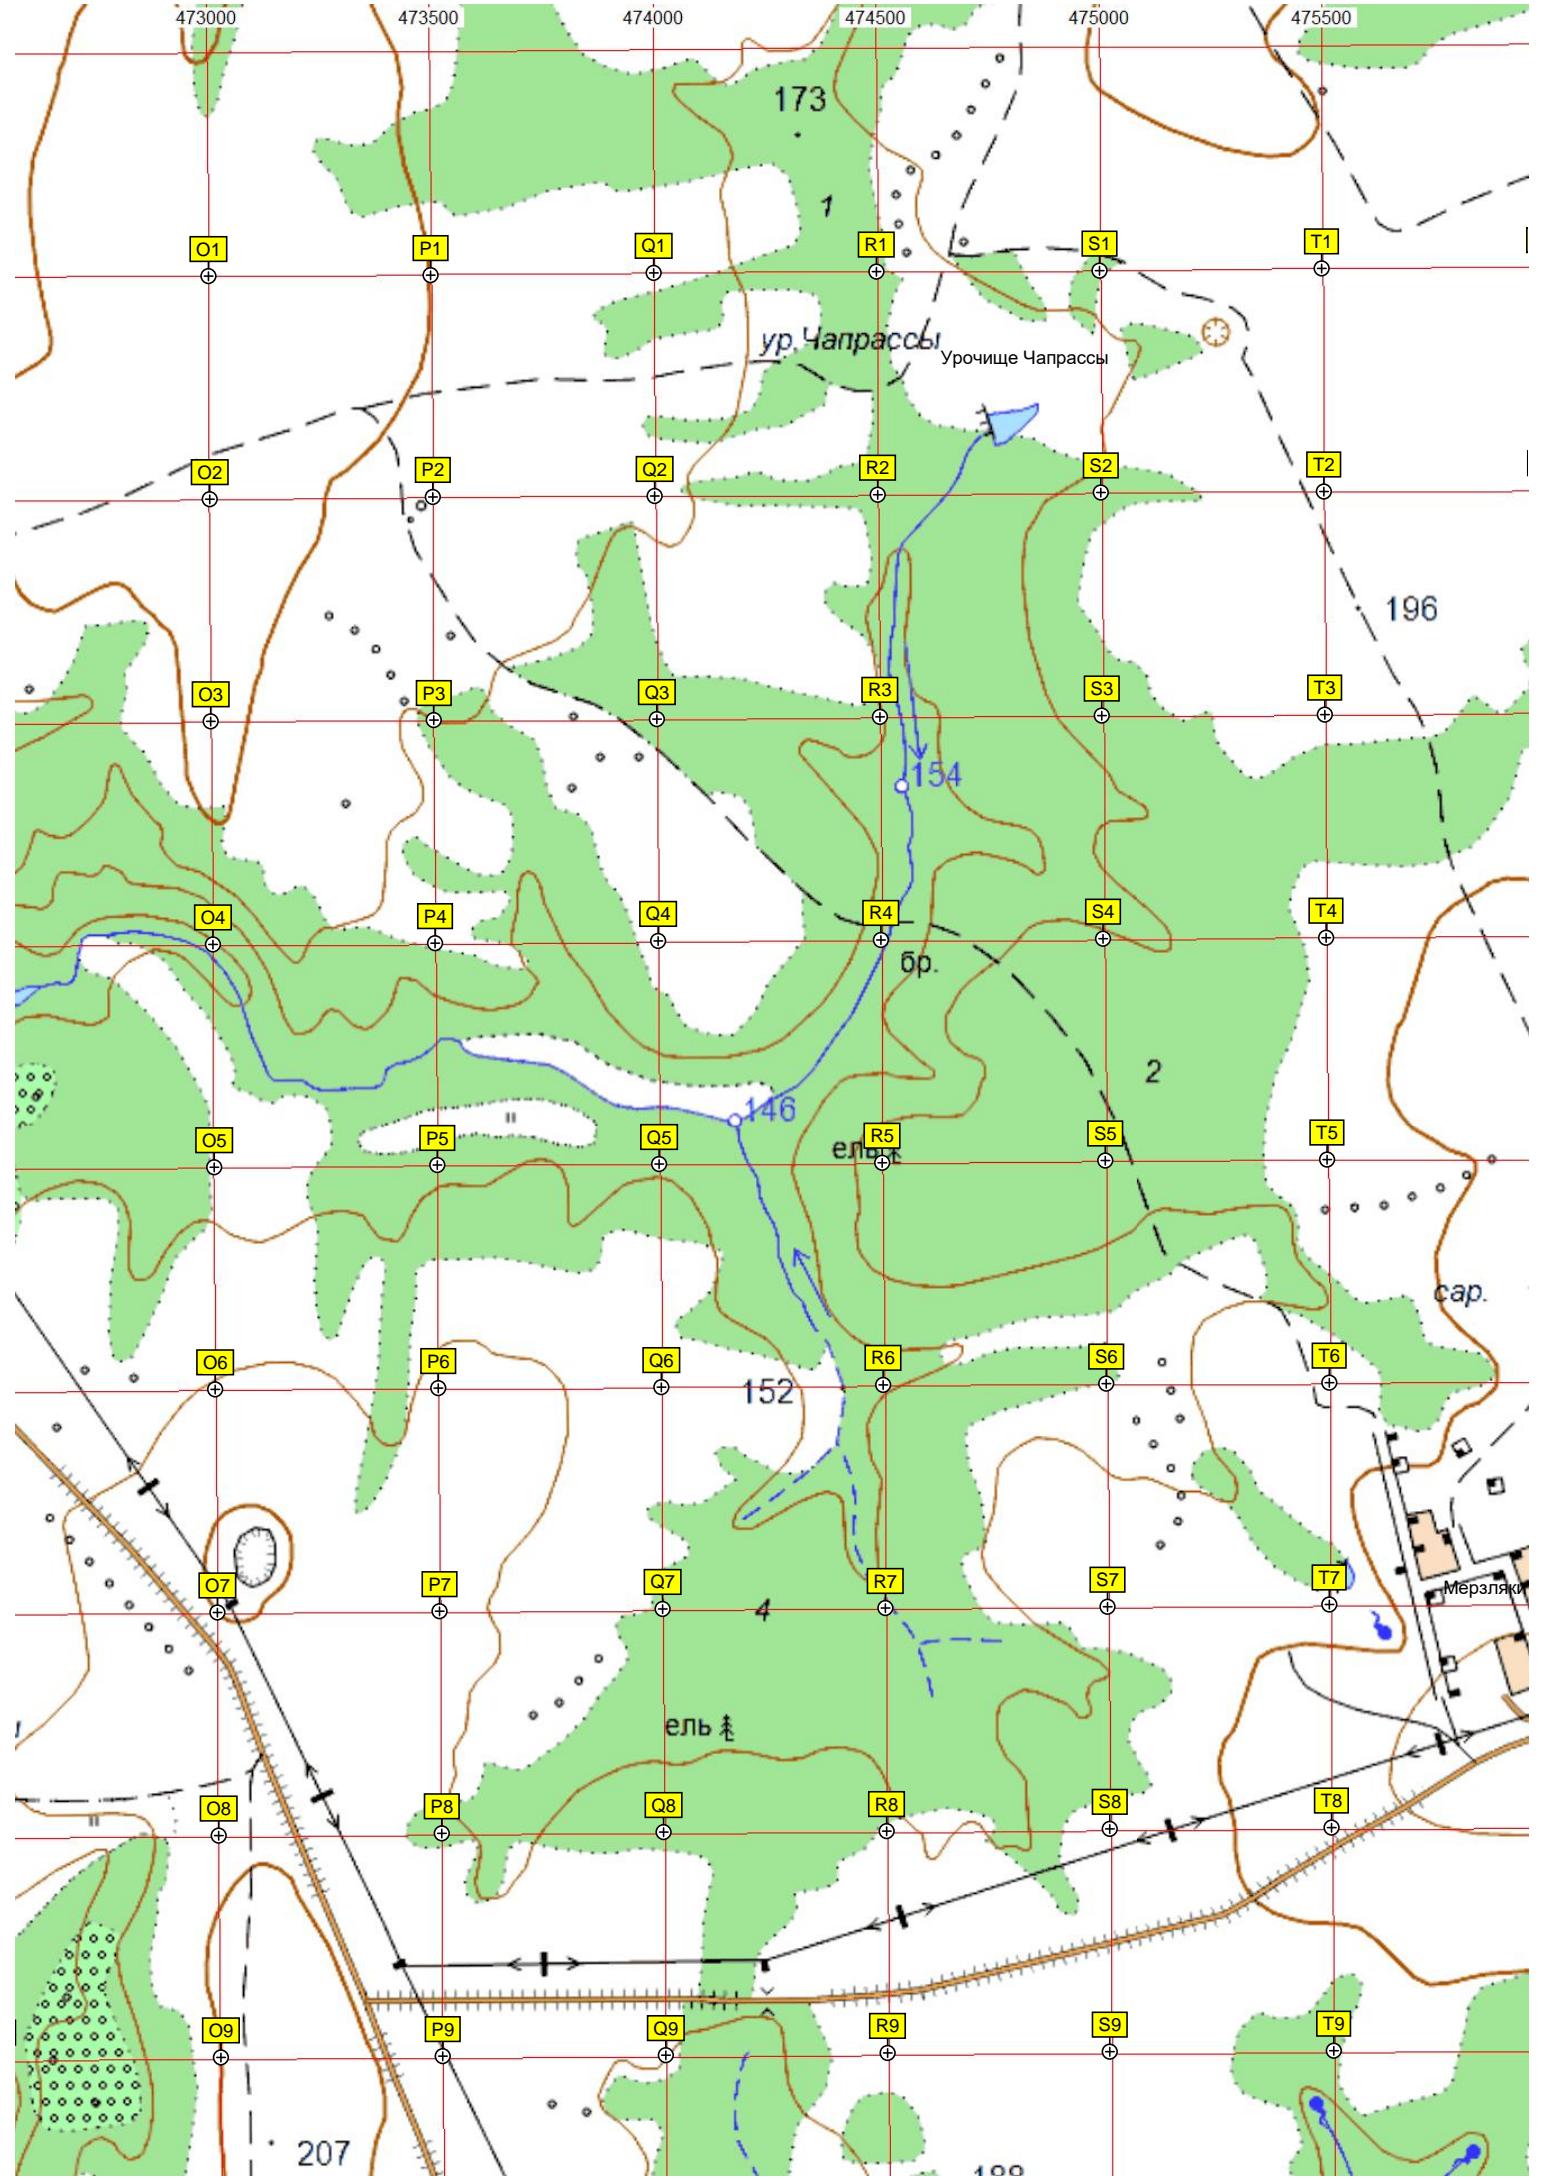 473000 473500 474000 474500 475000 475500
173
1
O1 P1 Q1 R1 S1 T1
ур.Чапрассы
Урочище Чапрассы
O2 P2 Q2 R2 S2 T2
196
O3 P3 Q3 R3 S3 T3
154
O4 P4 Q4 R4 S4 T4
бр.
2
146
O5 P5 Q5 R5 S5 T5
ель
сар.
O6 P6 Q6 R6 S6 T6
152
O7 P7 Q7 R7 S7 T7
Мерзляки
4
ель
O8 P8 Q8 R8 S8 T8
O9 P9 Q9 R9 S9 T9
207
188